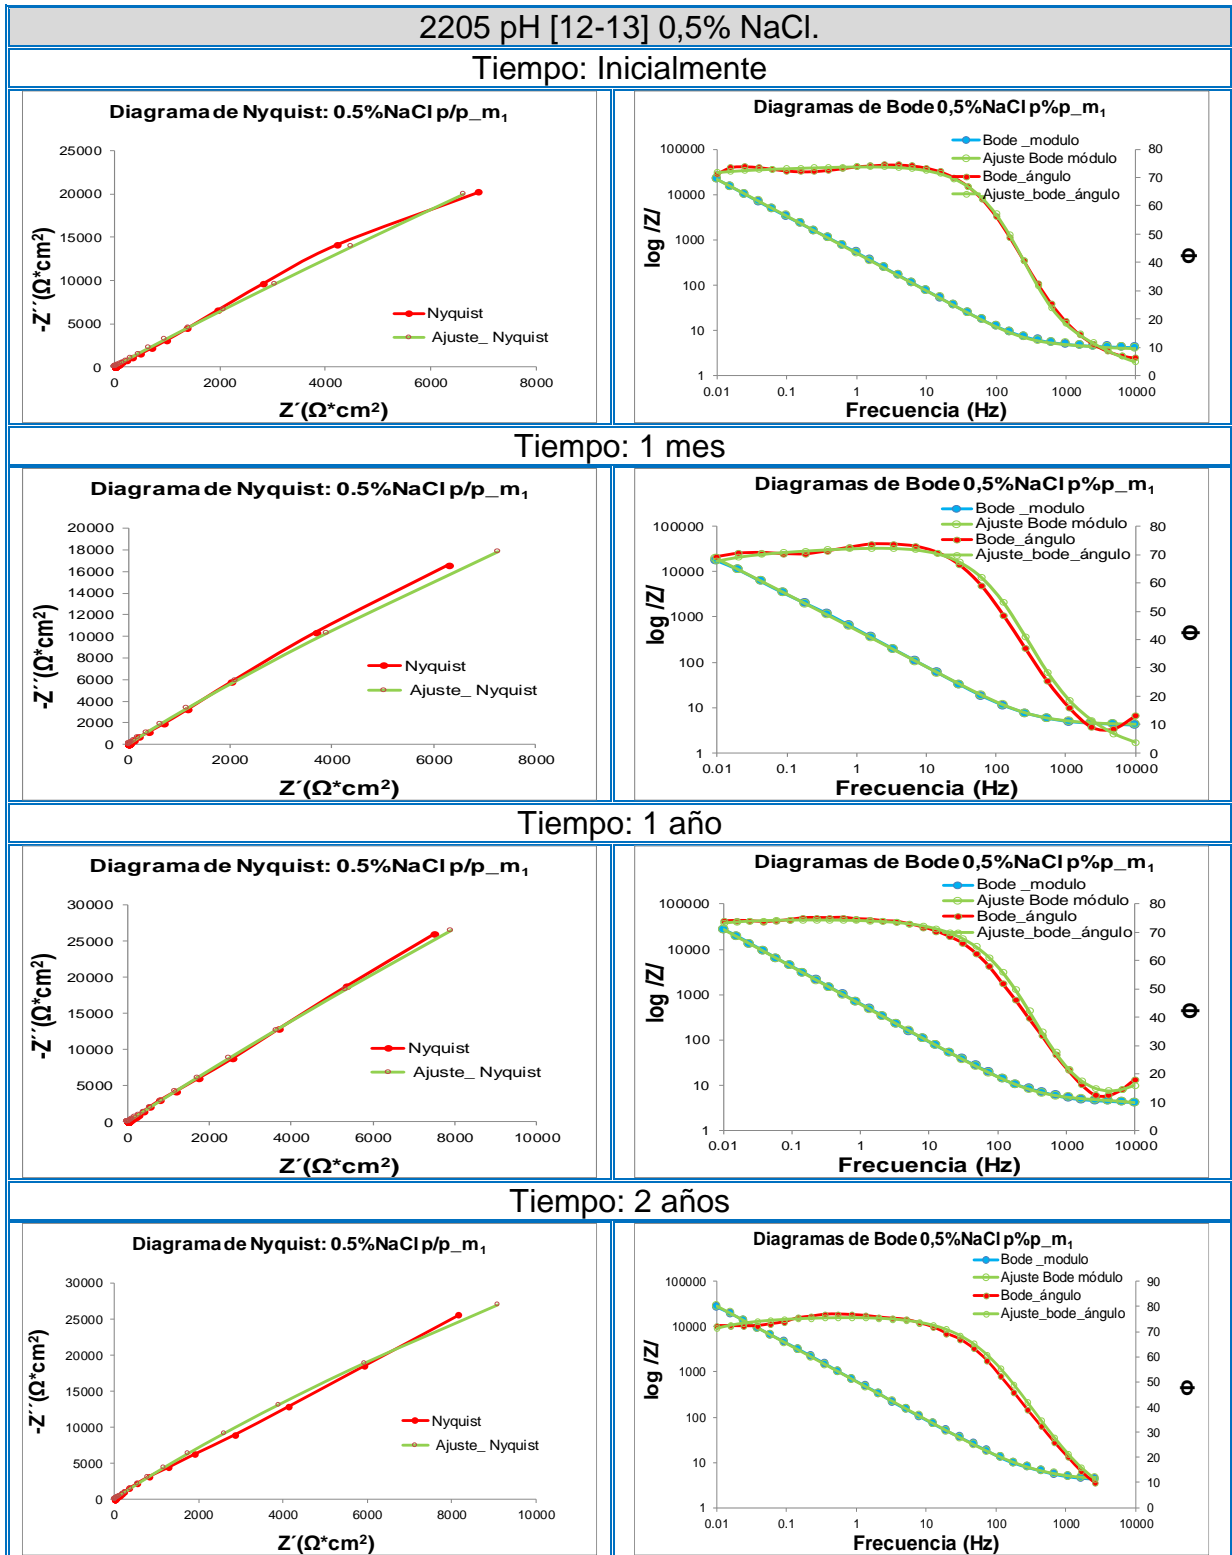 2205 pH [12-13] 0,5% NaCl.
Tiempo: Inicialmente
Diagrama de Nyquist: 0.5%NaCl p/p_m₁
25000
20000
15000
10000
5000
0
0 2000 4000 6000 8000
-Z´´(Ω*cm²)
Z´(Ω*cm²)
Nyquist
Ajuste_ Nyquist
Diagramas de Bode 0,5%NaCl p%p_m₁
Bode _modulo
Ajuste Bode módulo
Bode_ángulo
Ajuste_bode_ángulo
100000
10000
1000
100
10
1
log /Z/
80
70
60
50
40
30
20
10
0
Φ
0.01 0.1 1 10 100 1000 10000
Frecuencia (Hz)
Tiempo: 1 mes
Diagrama de Nyquist: 0.5%NaCl p/p_m₁
20000
18000
16000
14000
12000
10000
8000
6000
4000
2000
0
0 2000 4000 6000 8000
-Z´´(Ω*cm²)
Z´(Ω*cm²)
Nyquist
Ajuste_ Nyquist
Diagramas de Bode 0,5%NaCl p%p_m₁
Bode _modulo
Ajuste Bode módulo
Bode_ángulo
Ajuste_bode_ángulo
100000
10000
1000
100
10
1
log /Z/
80
70
60
50
40
30
20
10
0
Φ
0.01 0.1 1 10 100 1000 10000
Frecuencia (Hz)
Tiempo: 1 año
Diagrama de Nyquist: 0.5%NaCl p/p_m₁
30000
25000
20000
15000
10000
5000
0
0 2000 4000 6000 8000 10000
-Z´´(Ω*cm²)
Z´(Ω*cm²)
Nyquist
Ajuste_ Nyquist
Diagramas de Bode 0,5%NaCl p%p_m₁
Bode _modulo
Ajuste Bode módulo
Bode_ángulo
Ajuste_bode_ángulo
100000
10000
1000
100
10
1
log /Z/
80
70
60
50
40
30
20
10
0
Φ
0.01 0.1 1 10 100 1000 10000
Frecuencia (Hz)
Tiempo: 2 años
Diagrama de Nyquist: 0.5%NaCl p/p_m₁
30000
25000
20000
15000
10000
5000
0
0 2000 4000 6000 8000 10000
-Z´´(Ω*cm²)
Z´(Ω*cm²)
Nyquist
Ajuste_ Nyquist
Diagramas de Bode 0,5%NaCl p%p_m₁
Bode _modulo
Ajuste Bode módulo
Bode_ángulo
Ajuste_bode_ángulo
100000
10000
1000
100
10
1
log /Z/
90
80
70
60
50
40
30
20
10
0
Φ
0.01 0.1 1 10 100 1000 10000
Frecuencia (Hz)